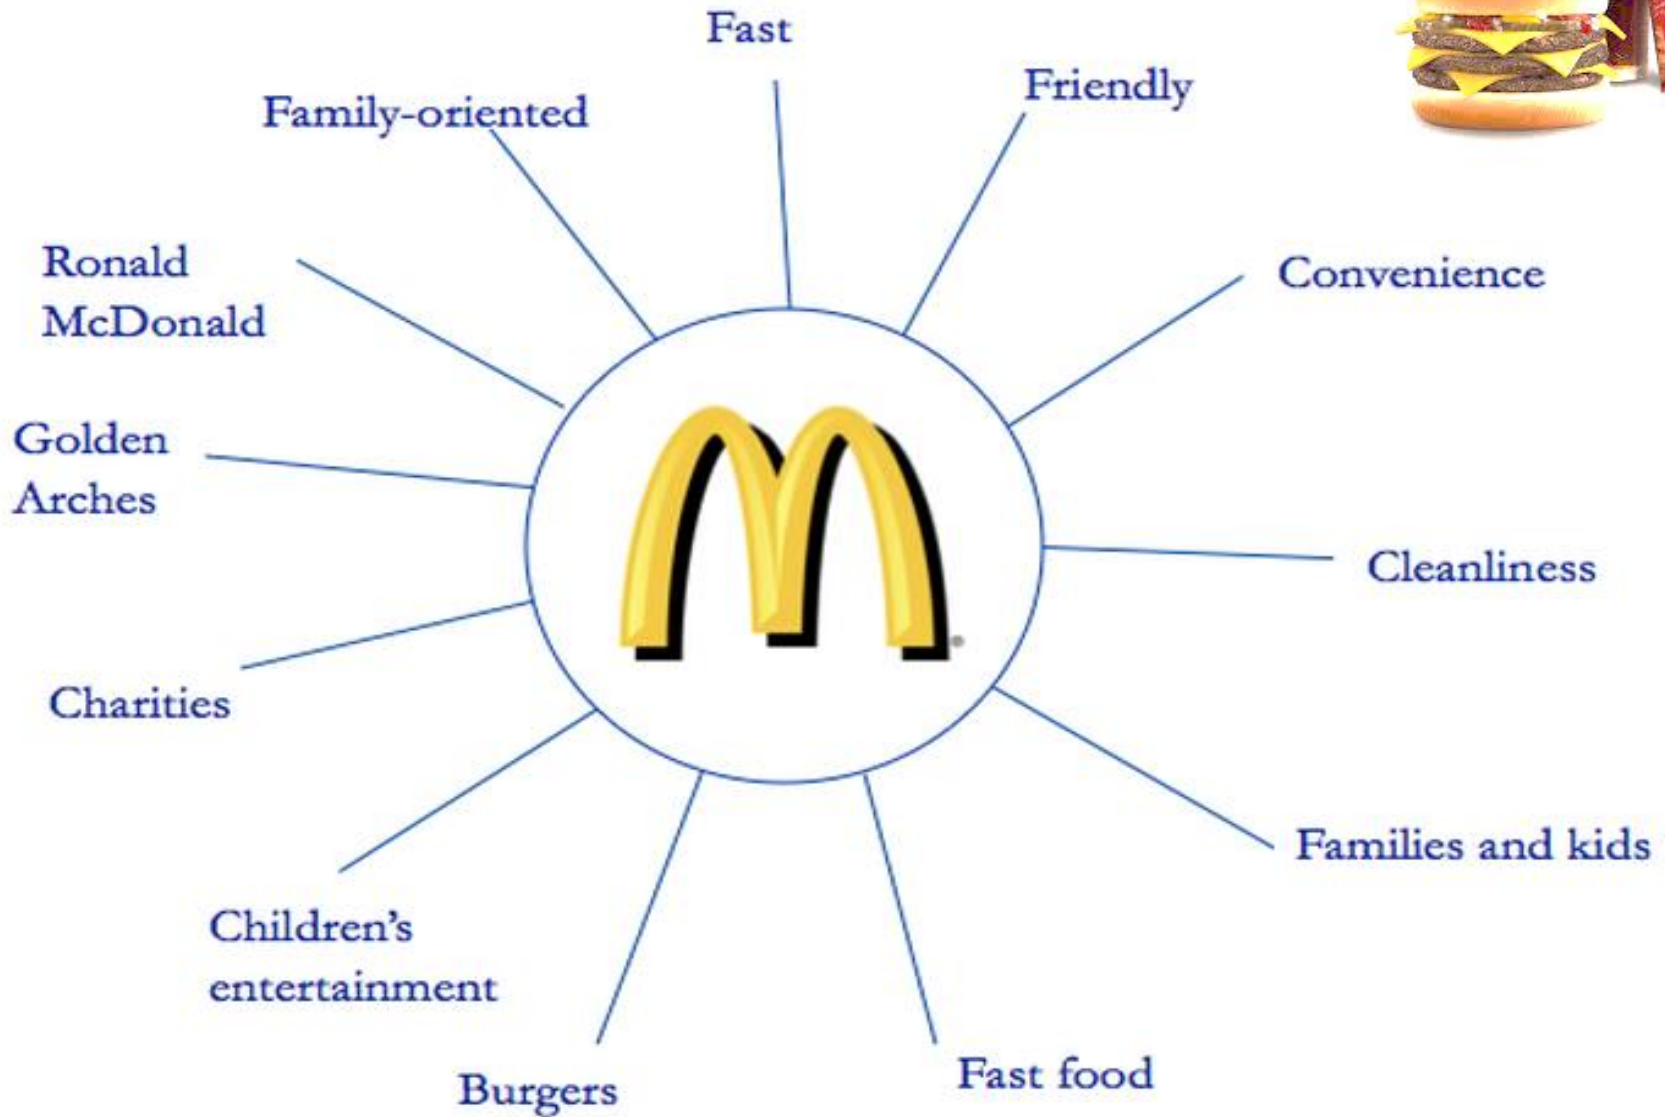 Fast
Friendly
Family-oriented
Ronald
McDonald
Convenience
Golden
Arches
Cleanliness
Charities
Families and kids
Children’s
entertainment
Burgers
Fast food